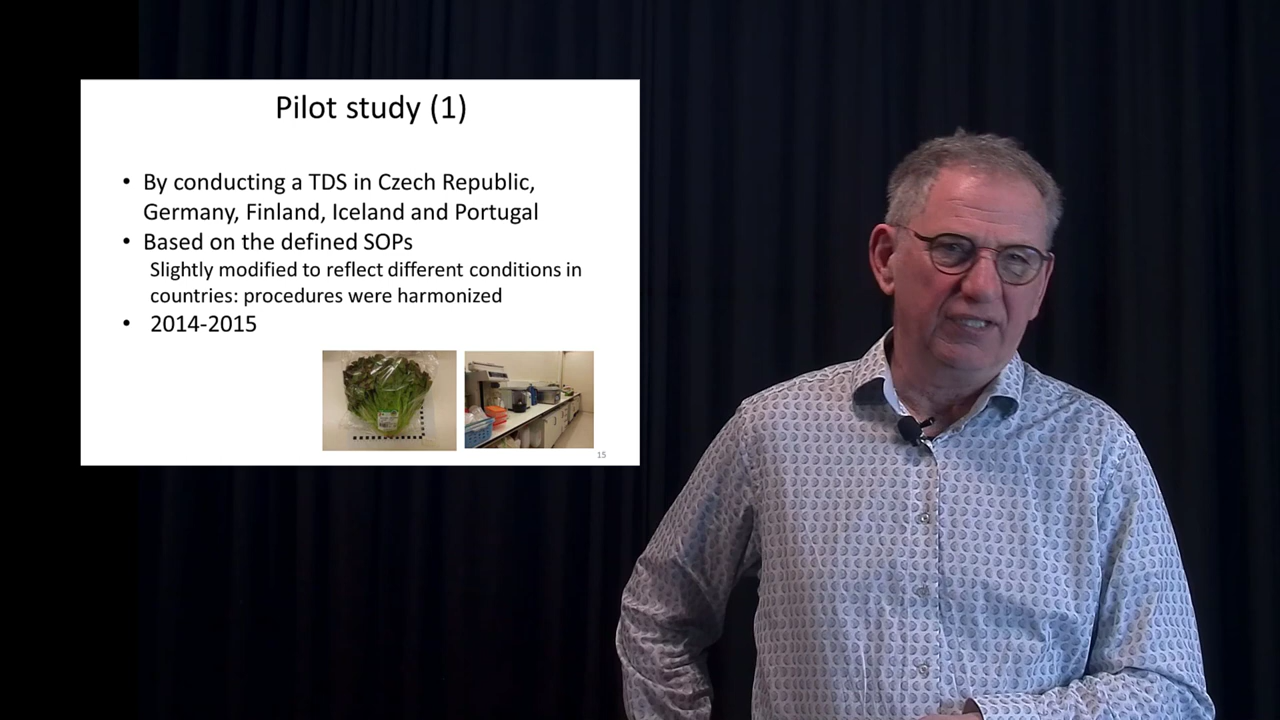 Pilot study (1)
• By conducting a TDS in Czech Republic,
Germany, Finland, Iceland and Portugal
• Based on the defined SOPs
Slightly modified to reflect different conditions in
countries: procedures were harmonized
• 2014-2015
15